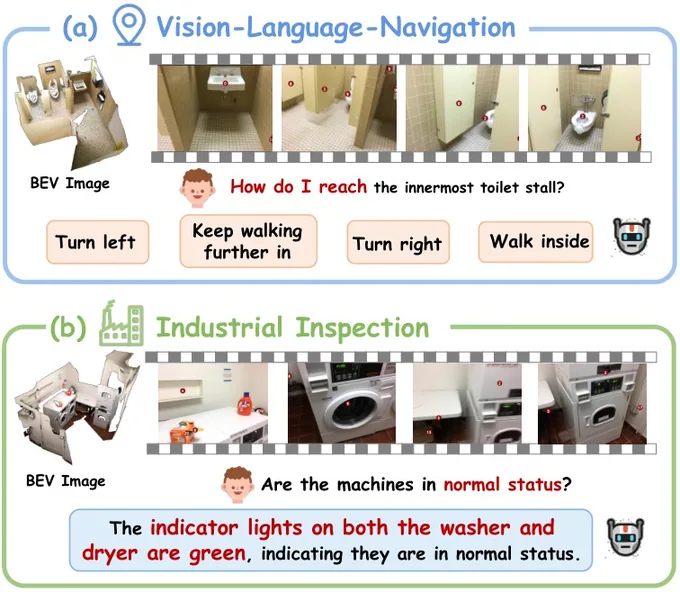 (a) Vision-Language-Navigation
BEV Image
How do I reach the innermost toilet stall?
Turn left
Keep walking
further in
Turn right
Walk inside
(b) Industrial Inspection
BEV Image
Are the machines in normal status?
The indicator lights on both the washer and
dryer are green, indicating they are in normal status.